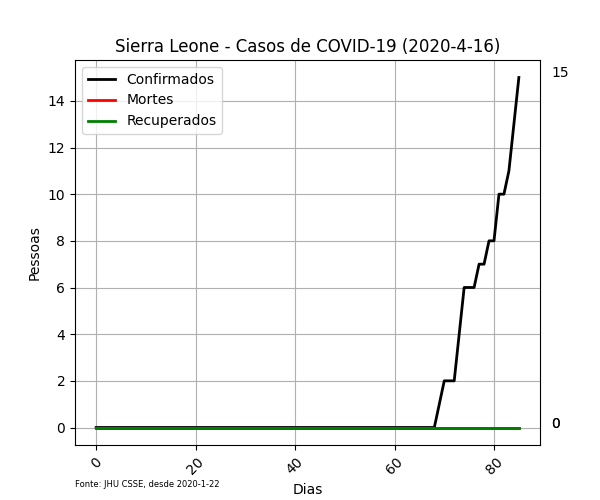 Sierra Leone - Casos de COVID-19 (2020-4-16)
Confirmados
Mortes
Recuperados
15
14
12
10
8
6
4
2
0
0
Pessoas
0
20
40
60
80
Dias
Fonte: JHU CSSE, desde 2020-1-22